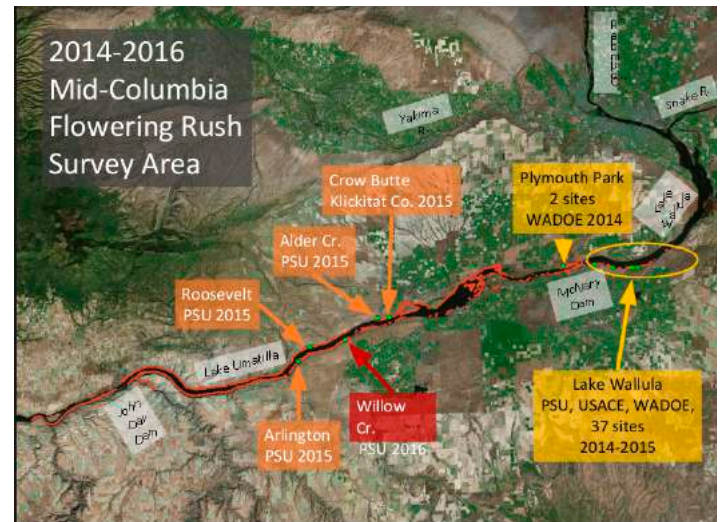 2014-2016
Mid-Columbia
Flowering Rush
Survey Area
Yakima
R.
Snake R.
Crow Butte
Klickitat Co. 2015
Plymouth Park
2 sites
WADOE 2014
Alder Cr.
PSU 2015
Roosevelt
PSU 2015
McNary
Dam
Lake Umatilla
John
Day
Dam
Arlington
PSU 2015
Willow
Cr.
PSU 2016
Lake Wallula
PSU, USACE, WADOE,
37 sites
2014-2015